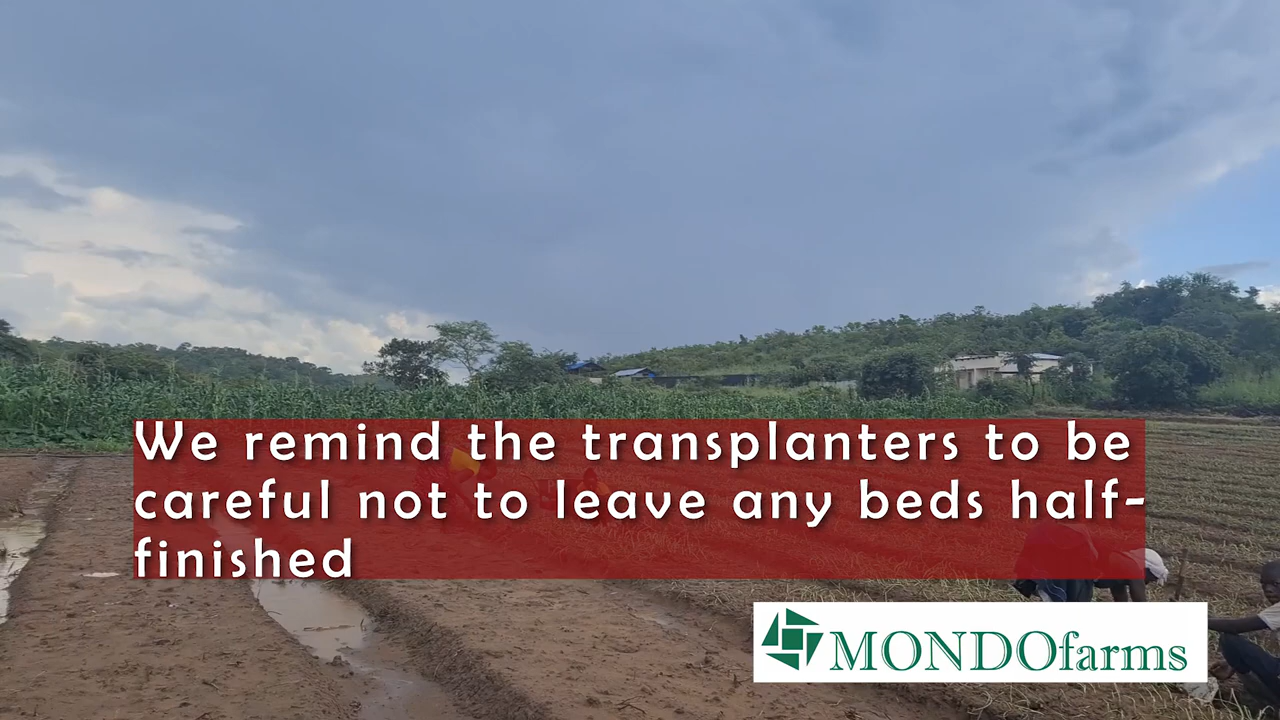 We remind the transplanters to be
careful not to leave any beds half-
finished
MONDOfarms